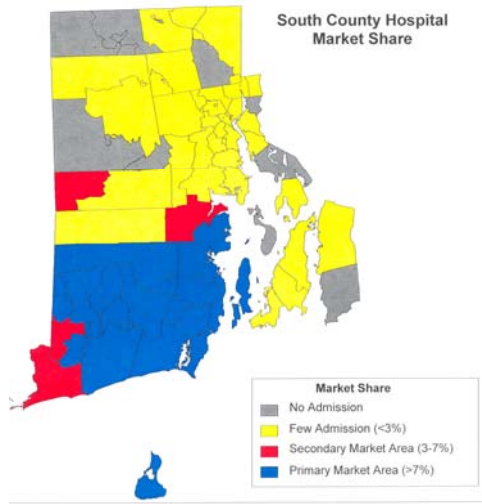 South County Hospital
Market Share
Market Share
No Admission
Few Admission (<3%)
Secondary Market Area (3-7%)
Primary Market Area (>7%)